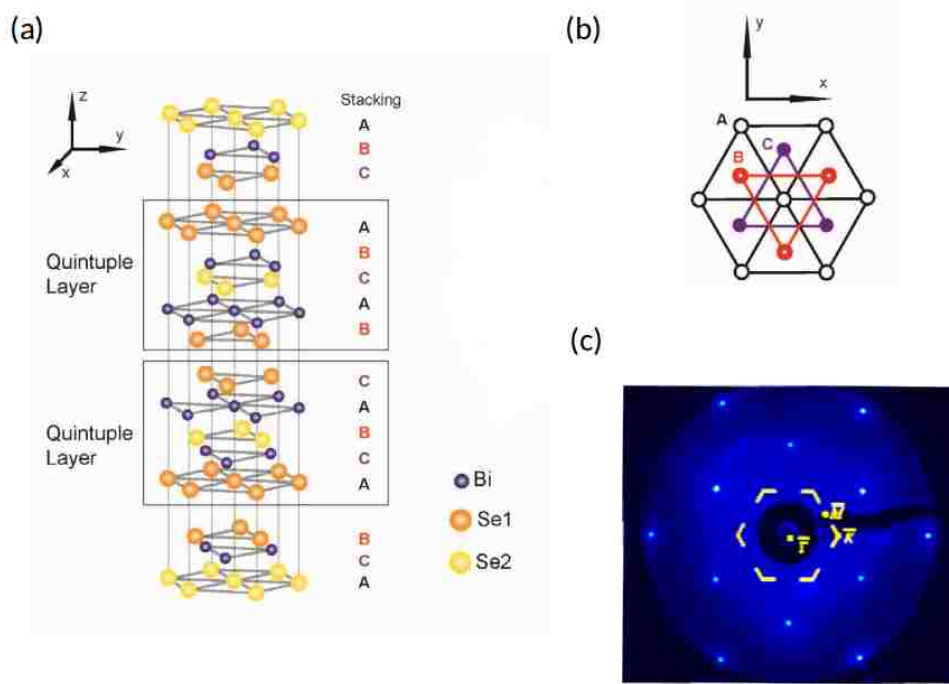 (a)
z
y
x
Stacking
A
B
C
Quintuple
Layer
A
B
C
A
B
Quintuple
Layer
C
A
B
C
A
B
C
A
Bi
Se1
Se2
(b)
y
x
A
C
B
(c)
M̅
Γ̅
K̅